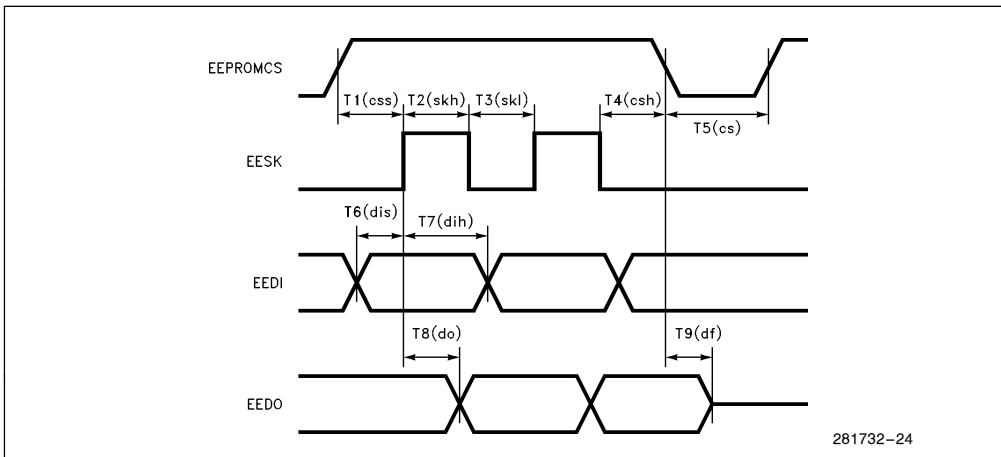 EEPROMCS
T1(css) T2(skh) T3(skl) T4(csh)
T5(cs)
EESK
T6(dis) T7(dih)
EEDI
T8(do) T9(df)
EEDO
281732-24